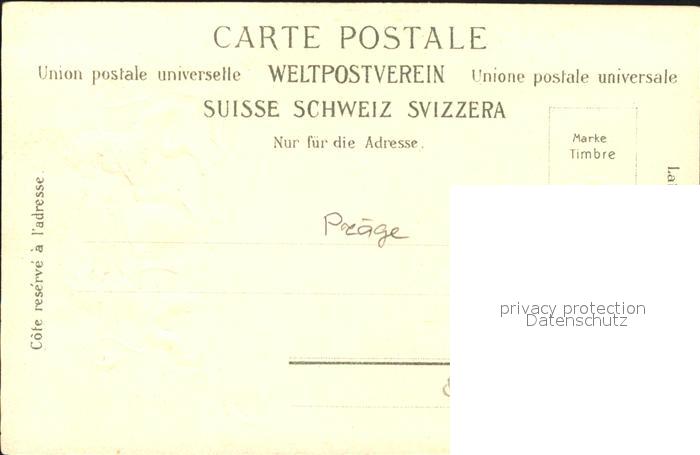 CARTE POSTALE
Union postale universelle WELTPOSTVEREIN Unione postale universale
SUISSE SCHWEIZ SVIZZERA
Nur für die Adresse.
Marke
Timbre
Côte reservé à l'adresse.
Präge
privacy protection
Datenschutz